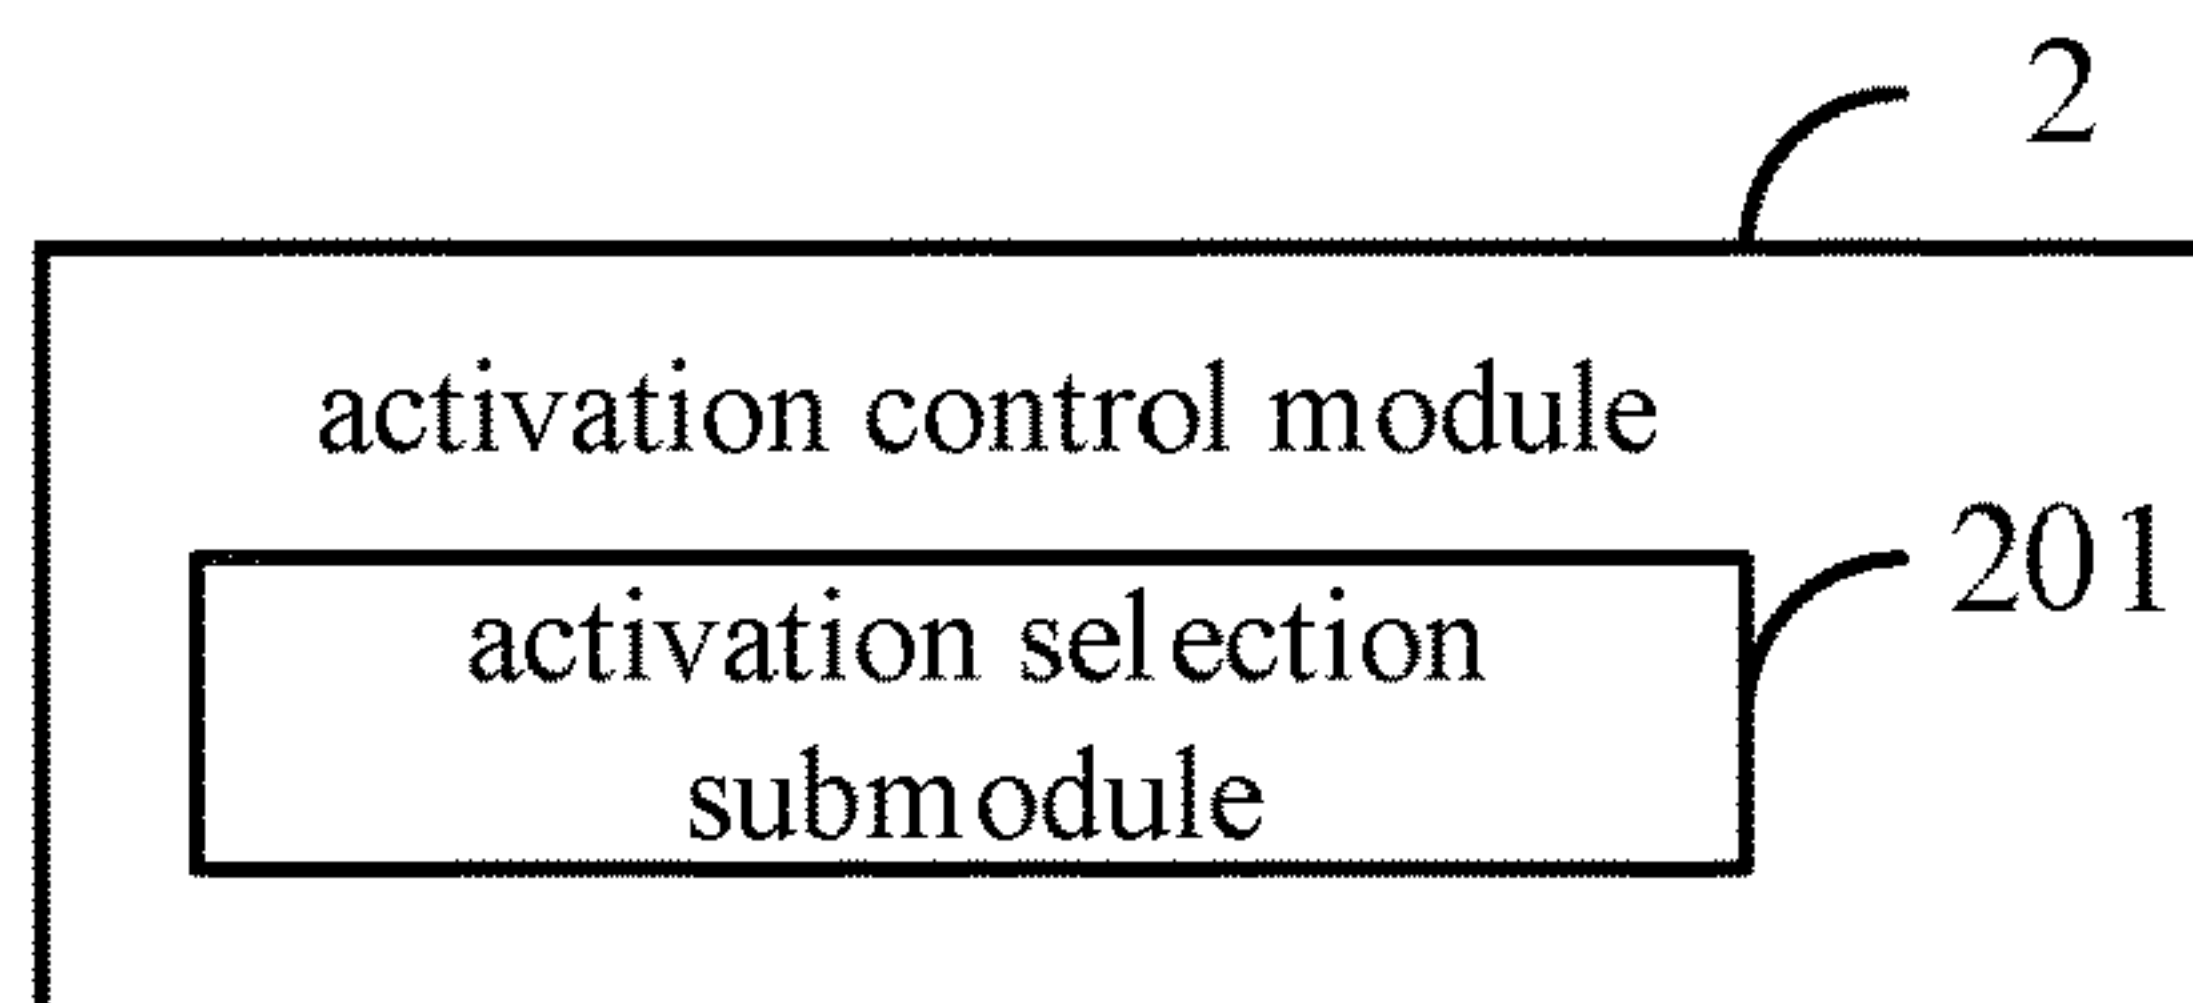 2
activation control module
201
activation selection
submodule